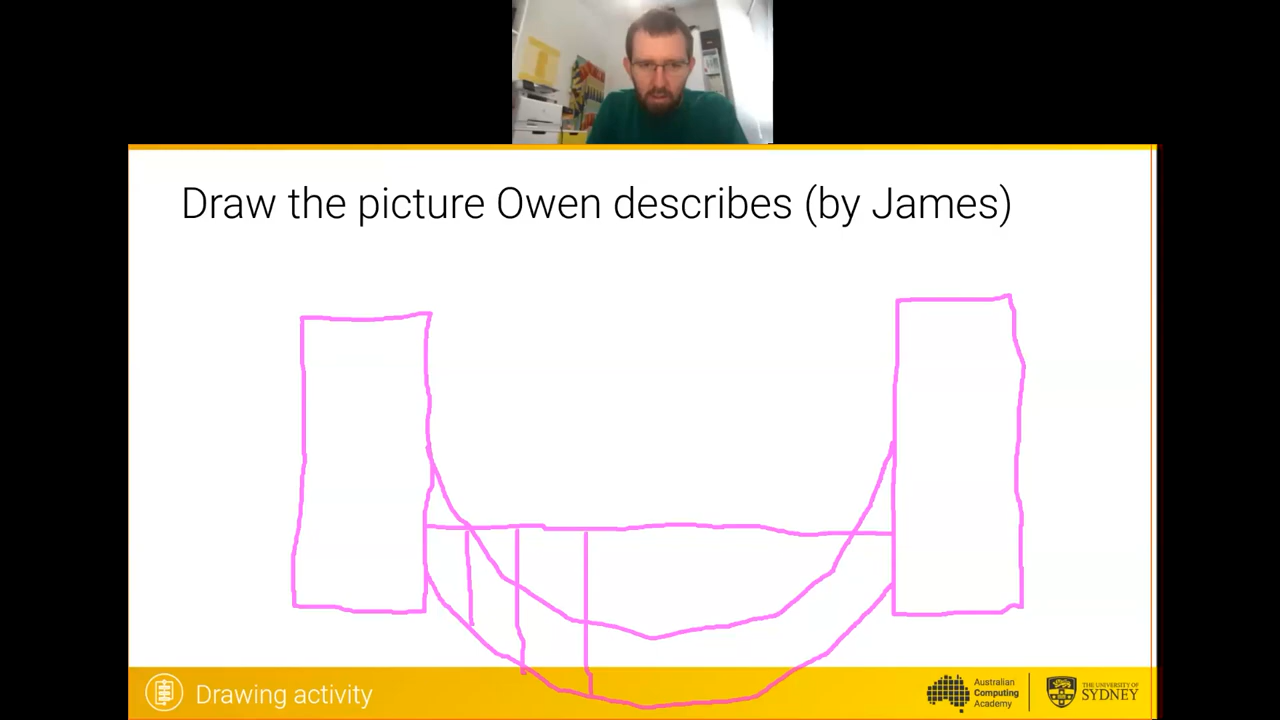 Draw the picture Owen describes (by James)
Drawing activity
Australian
Computing
Academy
THE UNIVERSITY OF
SYDNEY